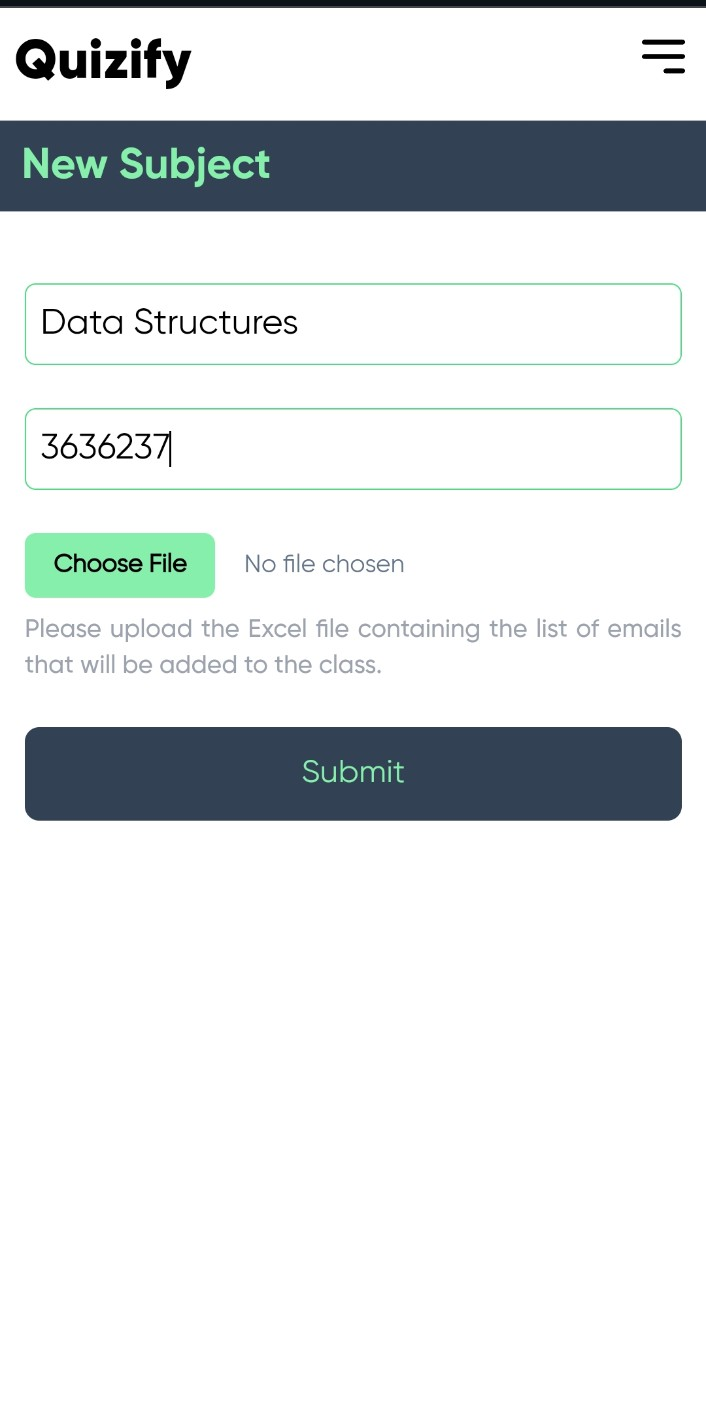 Quizify
New Subject
Data Structures
3636237
Choose File No file chosen
Please upload the Excel file containing the list of emails
that will be added to the class.
Submit